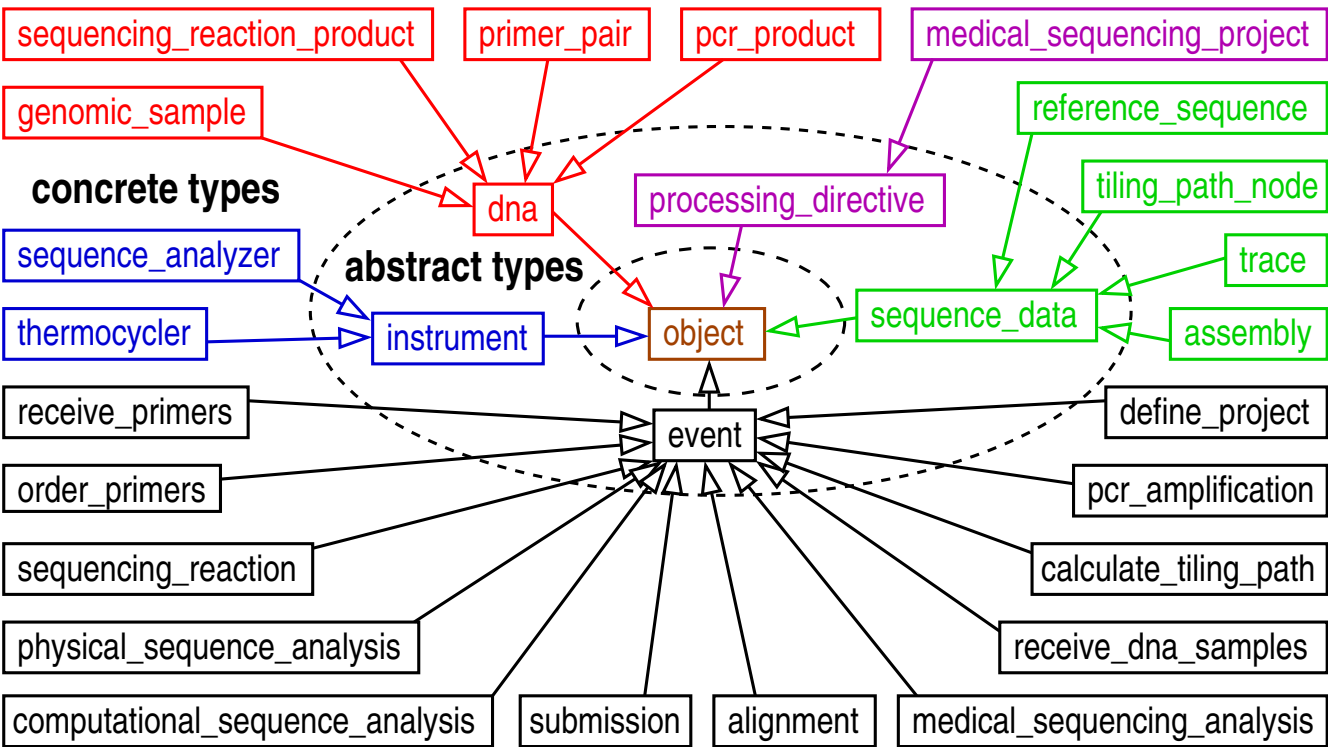 sequencing_reaction_product
primer_pair
pcr_product
medical_sequencing_project
genomic_sample
reference_sequence
concrete types
dna
processing_directive
tiling_path_node
sequence_analyzer
abstract types
trace
thermocycler
instrument
object
sequence_data
assembly
receive_primers
event
define_project
order_primers
pcr_amplification
sequencing_reaction
calculate_tiling_path
physical_sequence_analysis
receive_dna_samples
computational_sequence_analysis
submission
alignment
medical_sequencing_analysis